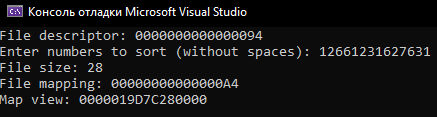 Консоль отладки Microsoft Visual Studio
File descriptor: 0000000000000094
Enter numbers to sort (without spaces): 12661231627631
File size: 28
File mapping: 00000000000000A4
Map view: 0000019D7C280000